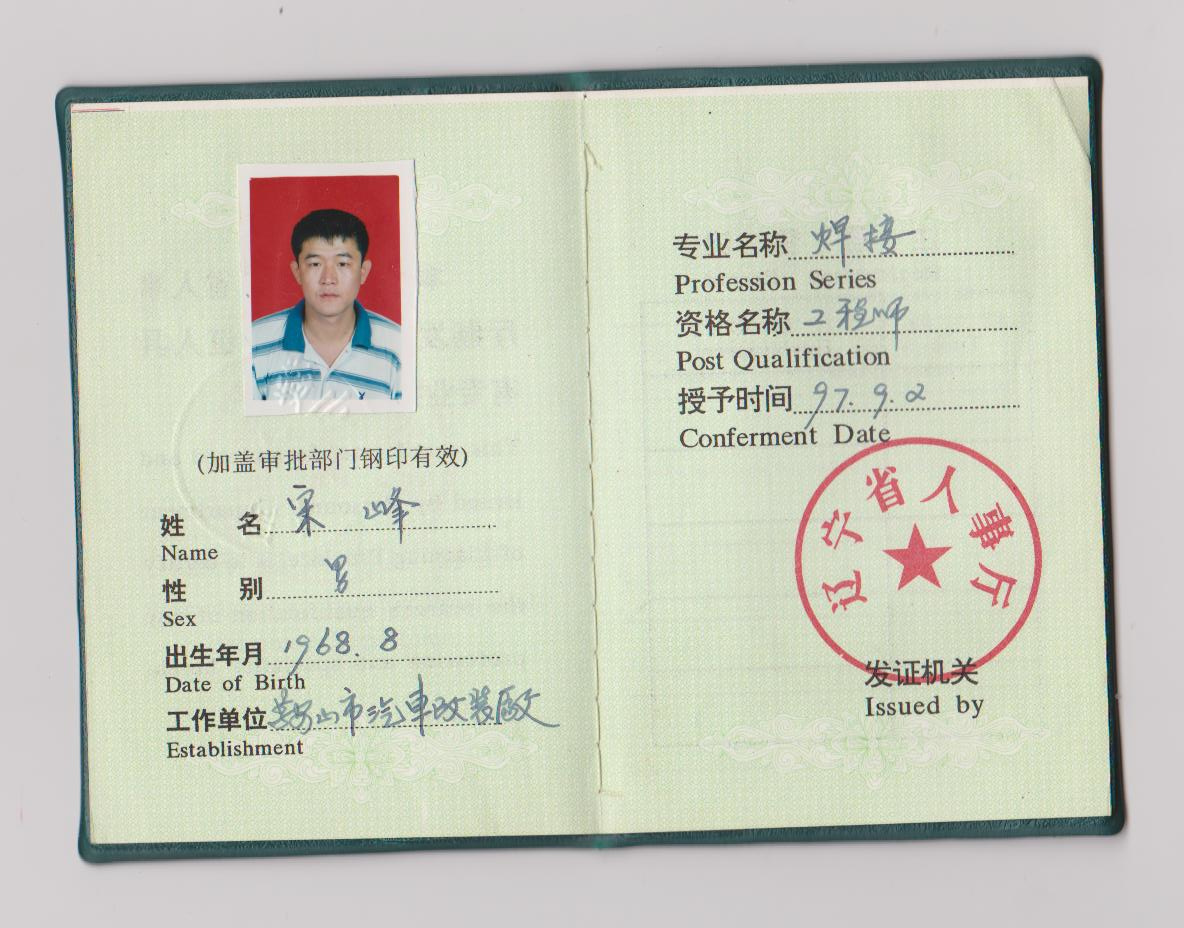 (加盖审批部门钢印有效)
姓 名 宋 峰
Name
性 别 男
Sex
出生年月 1968.8
Date of Birth
工作单位 鞍山市汽车改装厂
Establishment
专业名称 焊接
Profession Series
资格名称 工程师
Post Qualification
授予时间 97.9.2
Conferment Date
辽宁省人事厅
发证机关
Issued by